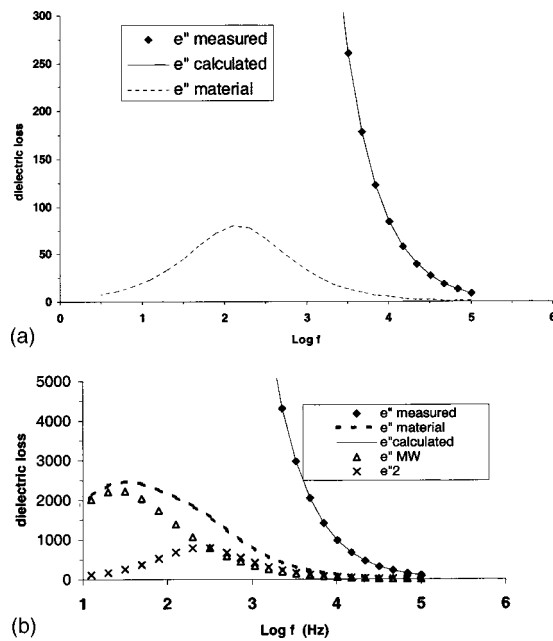 300
250
200
150
100
50
0
dielectric loss
e" measured
e" calculated
e" material
0 1 2 3 4 5 6
Log f
(a)
5000
4000
3000
2000
1000
0
dielectric loss
e" measured
e" material
e"calculated
e" MW
e"2
1 2 3 4 5 6
Log f (Hz)
(b)